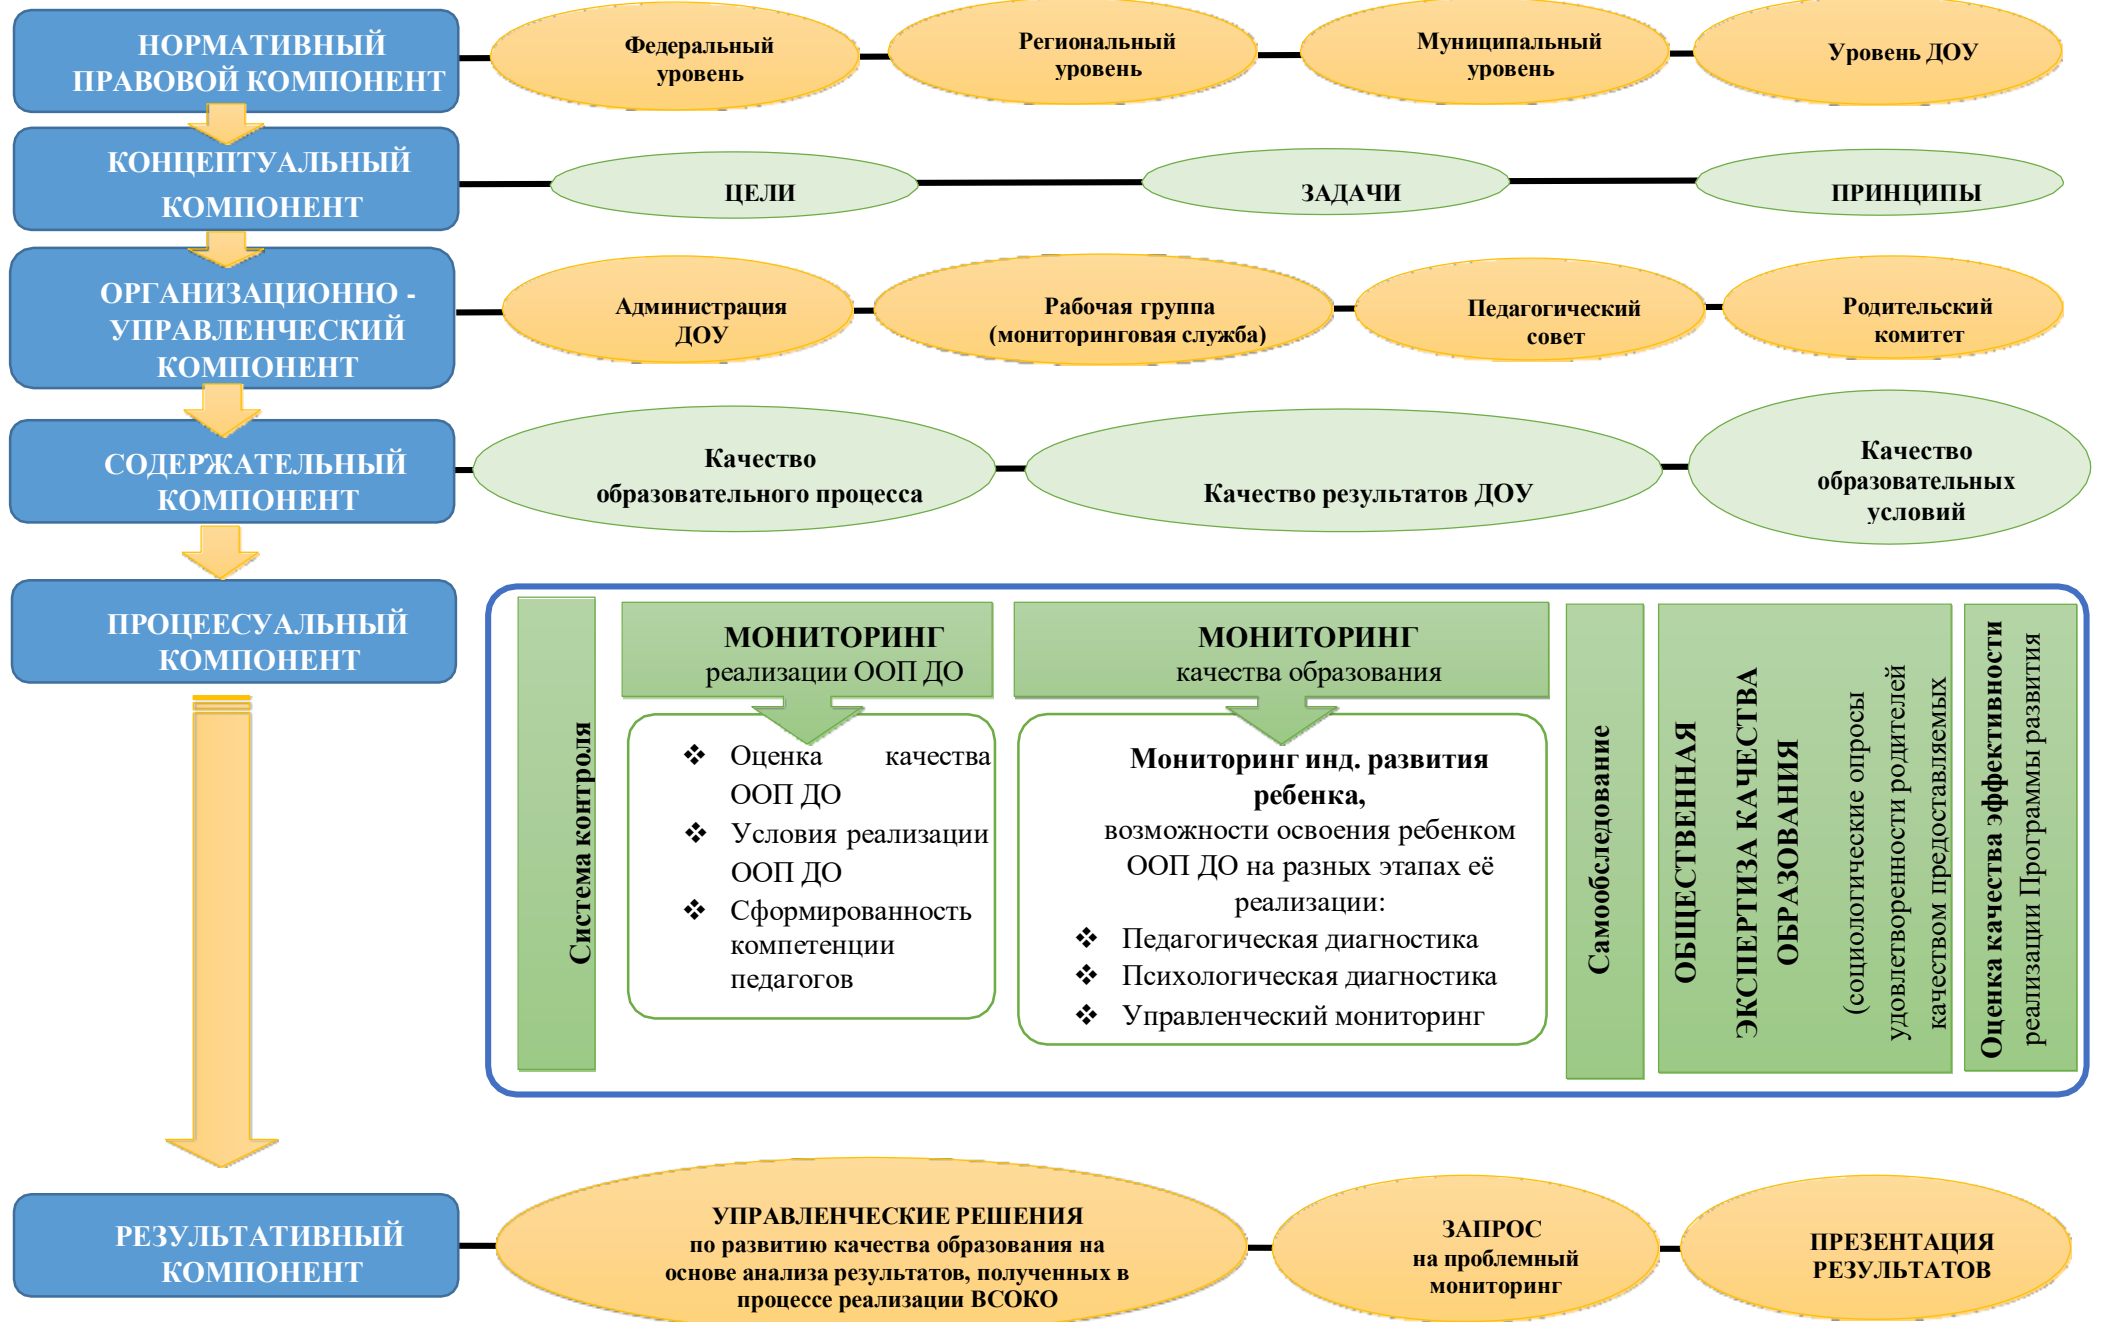 НОРМАТИВНЫЙ
ПРАВОВОЙ КОМПОНЕНТ
Федеральный
уровень
Региональный
уровень
Муниципальный
уровень
Уровень ДОУ
КОНЦЕПТУАЛЬНЫЙ
КОМПОНЕНТ
ЦЕЛИ
ЗАДАЧИ
ПРИНЦИПЫ
ОРГАНИЗАЦИОННО -
УПРАВЛЕНЧЕСКИЙ
КОМПОНЕНТ
Администрация
ДОУ
Рабочая группа
(мониторинговая служба)
Педагогический
совет
Родительский
комитет
СОДЕРЖАТЕЛЬНЫЙ
КОМПОНЕНТ
Качество
образовательного процесса
Качество результатов ДОУ
Качество
образовательных
условий
ПРОЦЕЕСУАЛЬНЫЙ
КОМПОНЕНТ
Система контроля
МОНИТОРИНГ
реализации ООП ДО
❖ Оценка качества
ООП ДО
❖ Условия реализации
ООП ДО
❖ Сформированность
компетенции
педагогов
МОНИТОРИНГ
качества образования
Мониторинг инд. развития
ребенка,
возможности освоения ребенком
ООП ДО на разных этапах её
реализации:
❖ Педагогическая диагностика
❖ Психологическая диагностика
❖ Управленческий мониторинг
Самообследование
ОБЩЕСТВЕННАЯ
ЭКСПЕРТИЗА КАЧЕСТВА
ОБРАЗОВАНИЯ
(социологические опросы
удовлетворенности родителей
качеством предоставляемых
Оценка качества эффективности
реализации Программы развития
РЕЗУЛЬТАТИВНЫЙ
КОМПОНЕНТ
УПРАВЛЕНЧЕСКИЕ РЕШЕНИЯ
по развитию качества образования на
основе анализа результатов, полученных в
процессе реализации ВСОКО
ЗАПРОС
на проблемный
мониторинг
ПРЕЗЕНТАЦИЯ
РЕЗУЛЬТАТОВ